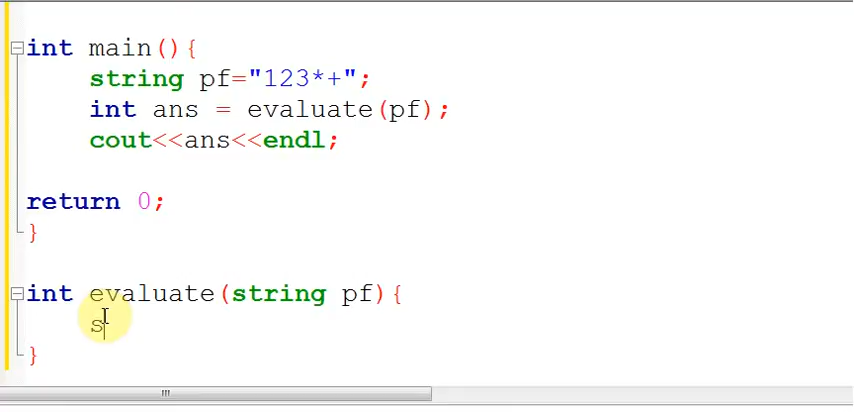 int main(){
string pf="123*+";
int ans = evaluate(pf);
cout<<ans<<endl;
return 0;
}
int evaluate(string pf){
s
}